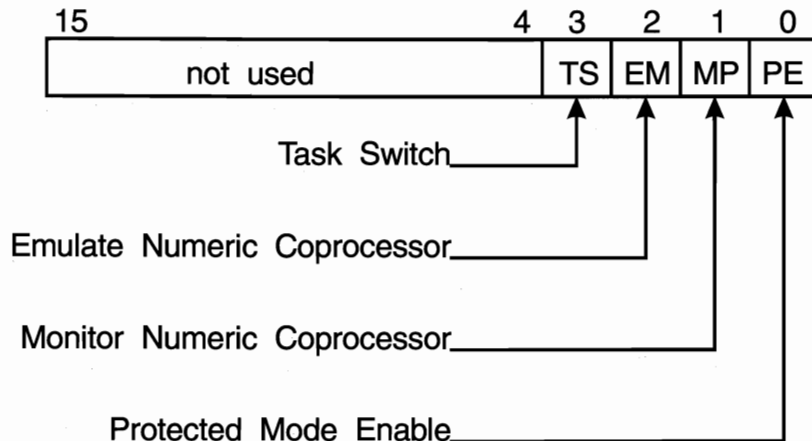 15 4 3 2 1 0
not used TS EM MP PE
Task Switch
Emulate Numeric Coprocessor
Monitor Numeric Coprocessor
Protected Mode Enable